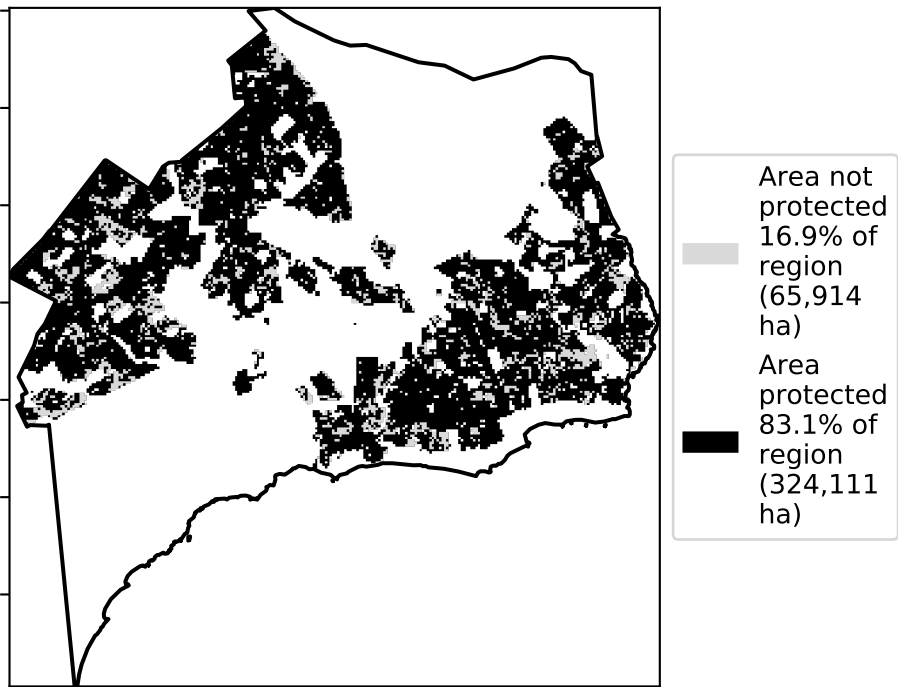 Area not
protected
16.9% of
region
(65,914
ha)
Area
protected
83.1% of
region
(324,111
ha)